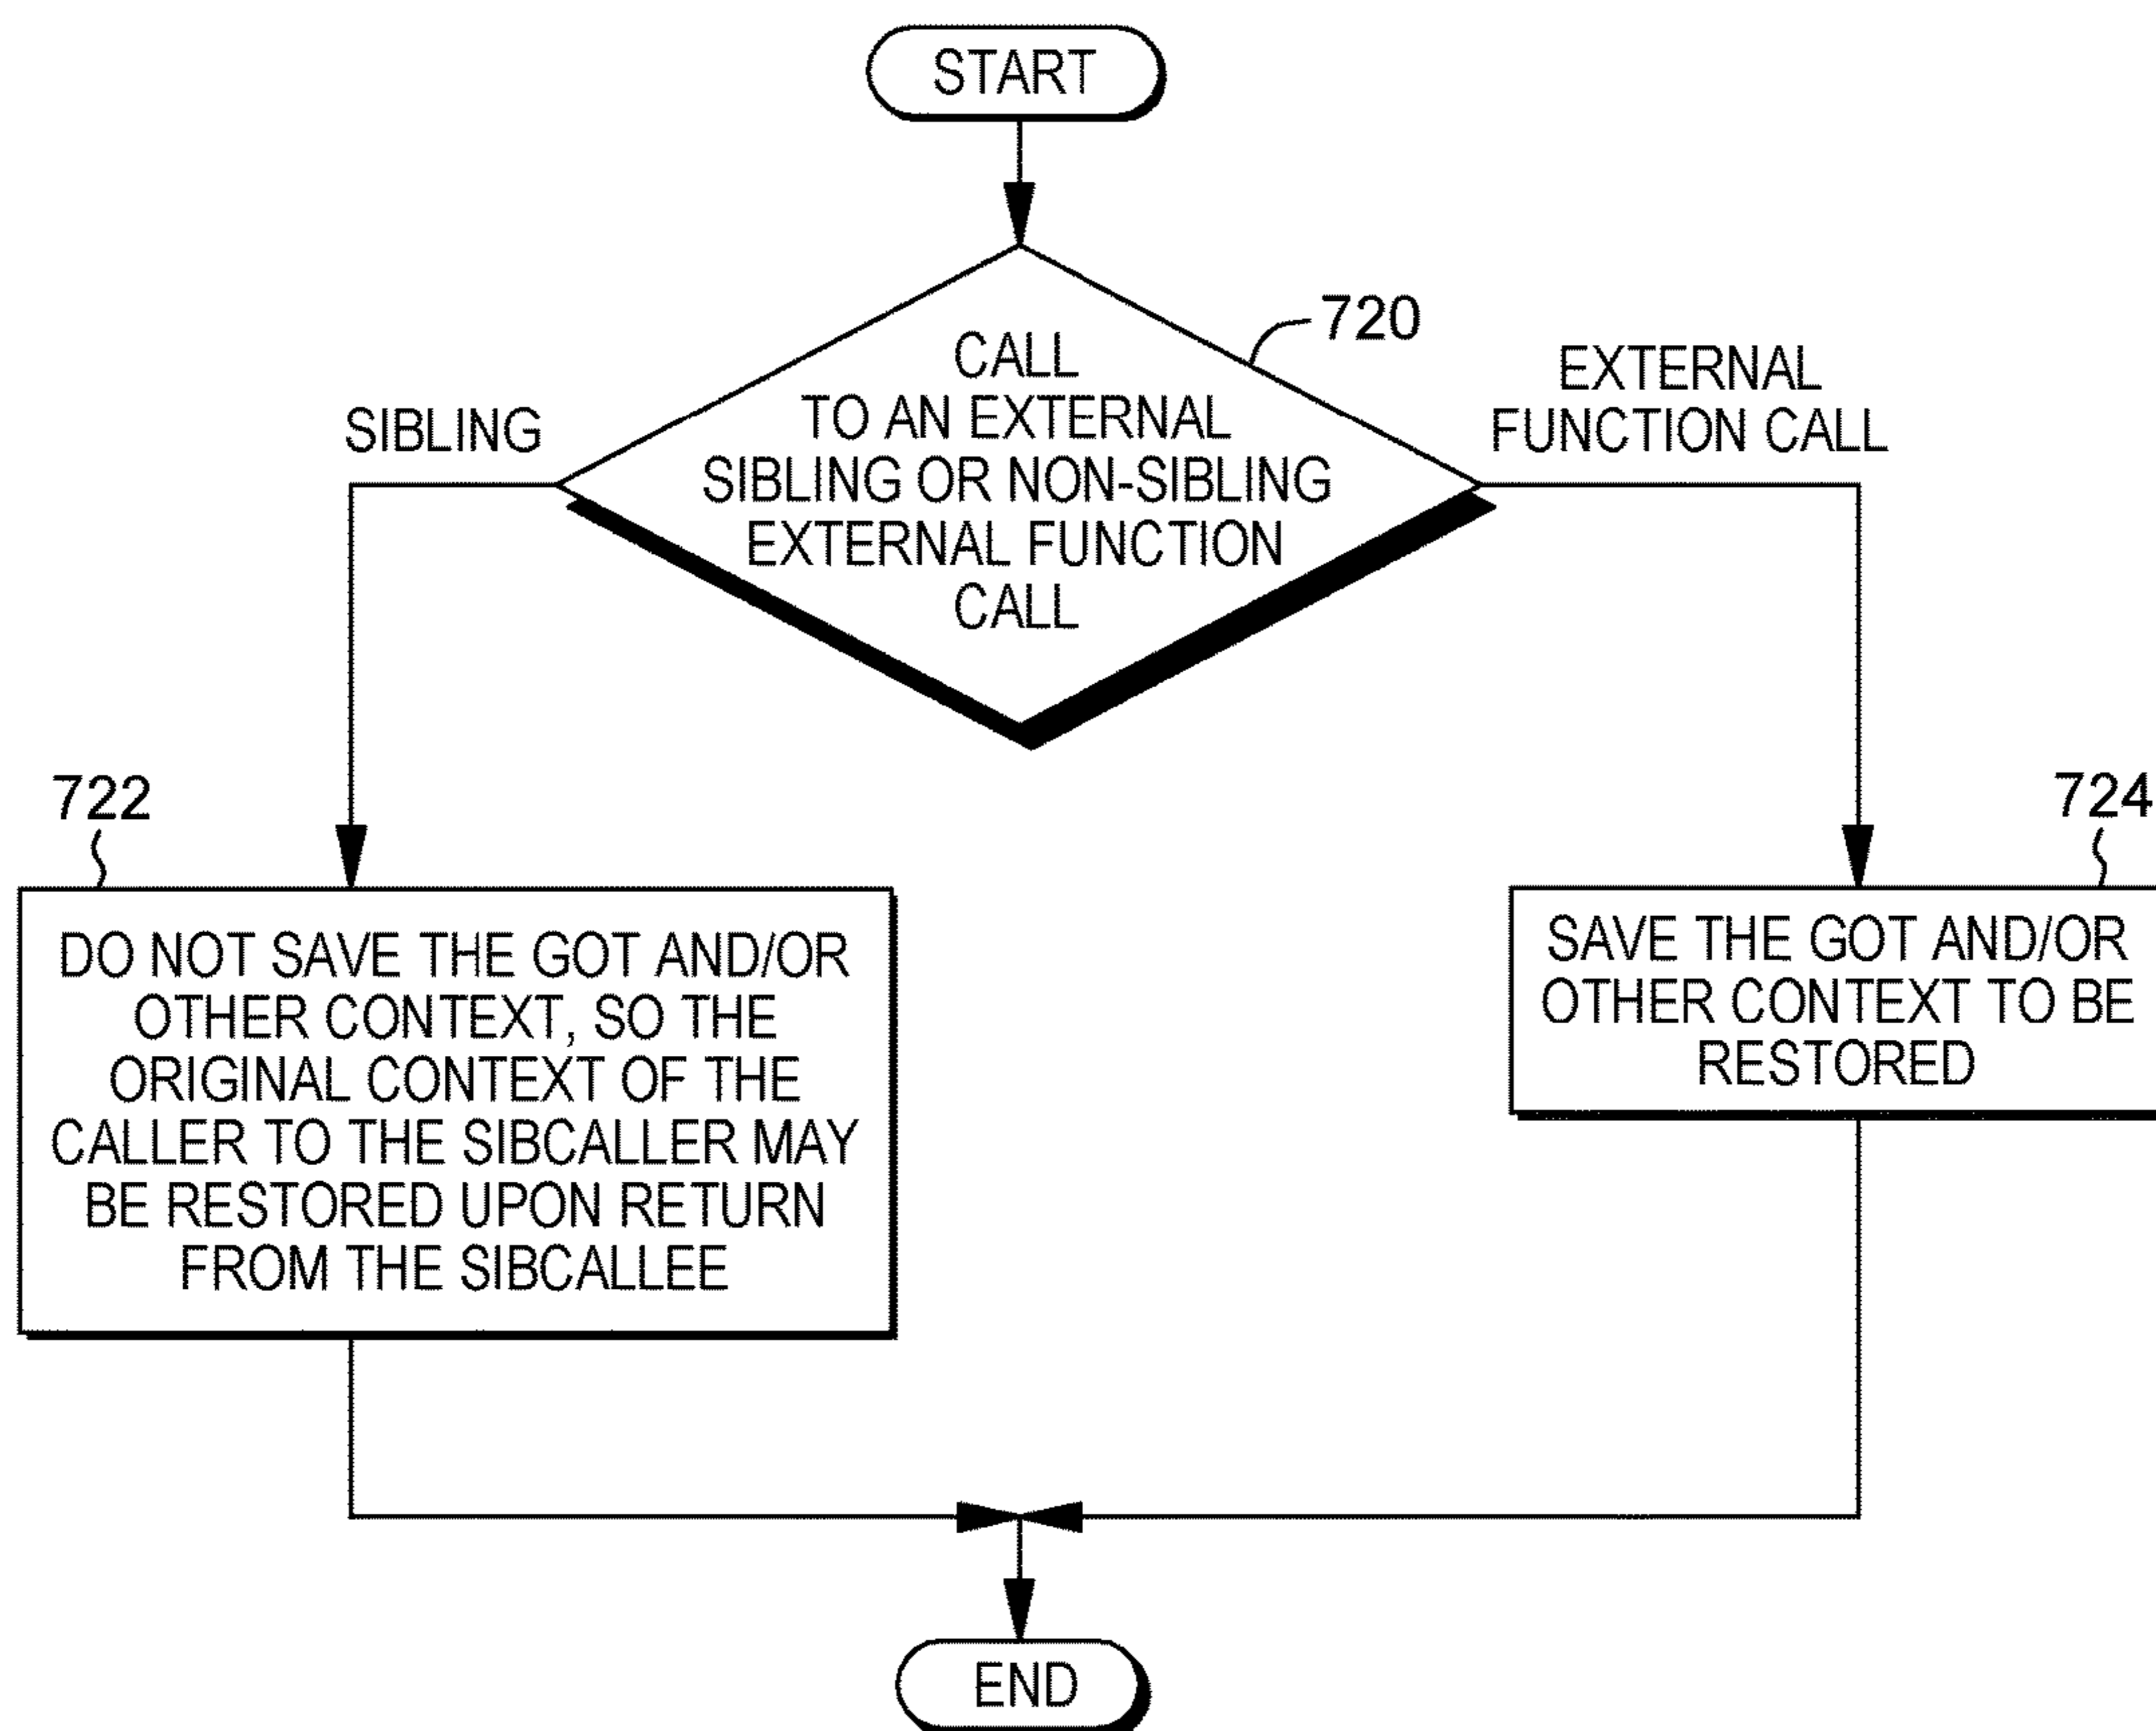 START
720
CALL
TO AN EXTERNAL
SIBLING OR NON-SIBLING
EXTERNAL FUNCTION
CALL
SIBLING
EXTERNAL
FUNCTION CALL
722
DO NOT SAVE THE GOT AND/OR
OTHER CONTEXT, SO THE
ORIGINAL CONTEXT OF THE
CALLER TO THE SIBCALLER MAY
BE RESTORED UPON RETURN
FROM THE SIBCALLEE
724
SAVE THE GOT AND/OR
OTHER CONTEXT TO BE
RESTORED
END